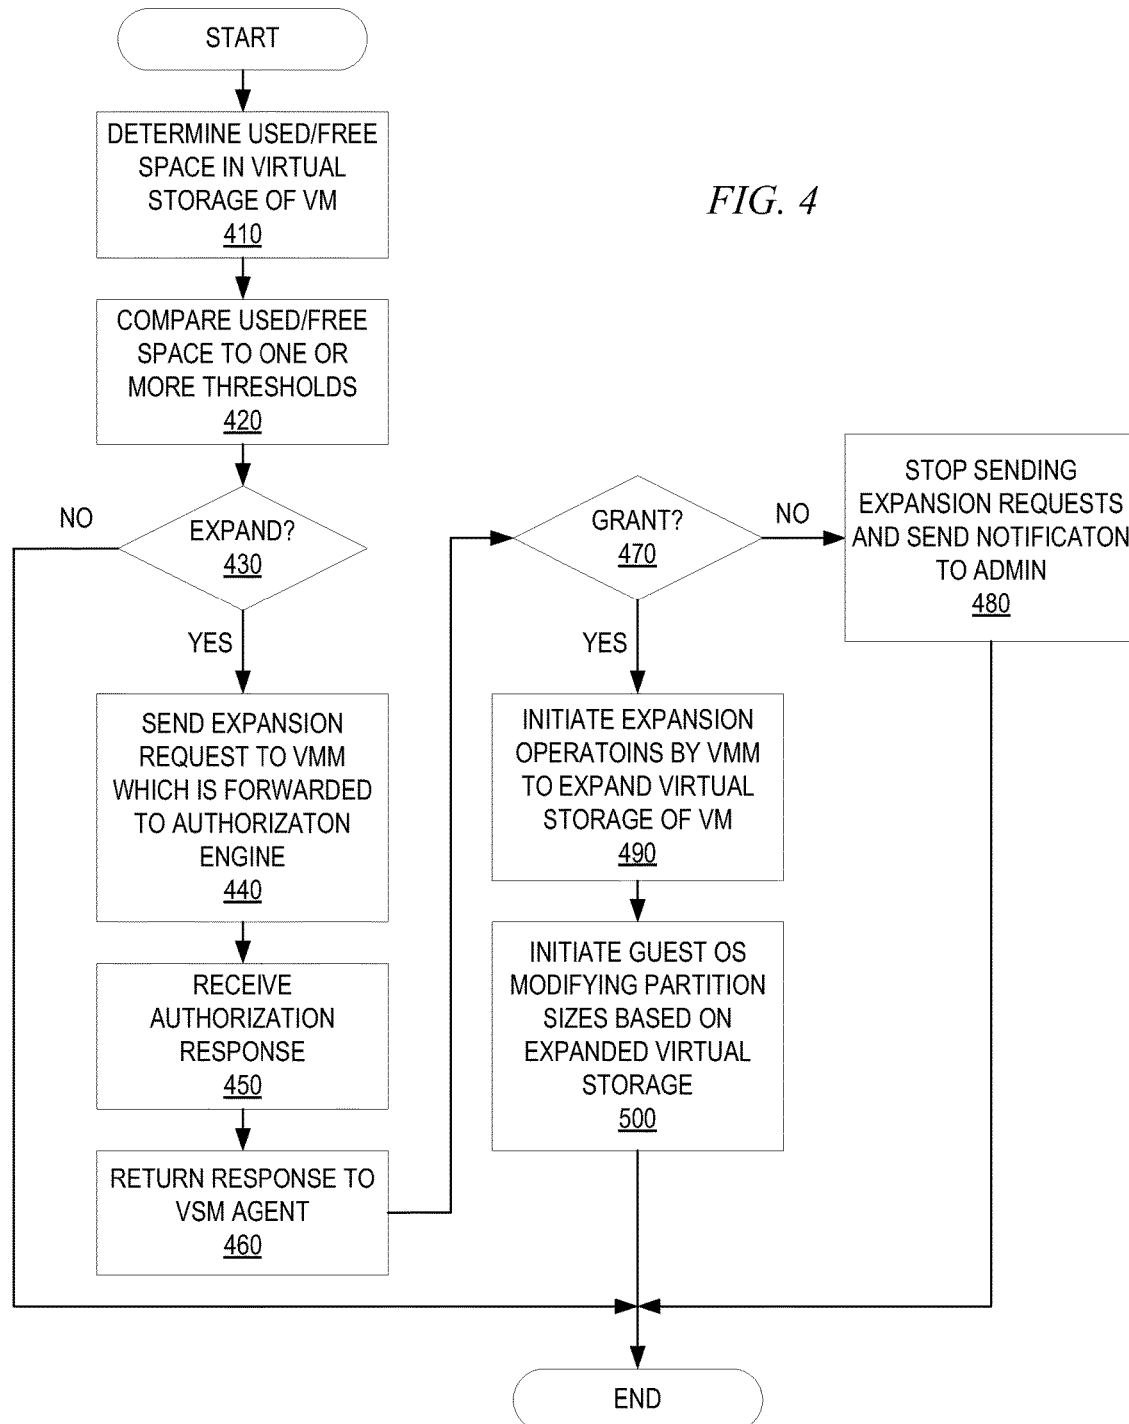 START
DETERMINE USED/FREE
SPACE IN VIRTUAL
STORAGE OF VM
410
FIG. 4
COMPARE USED/FREE
SPACE TO ONE OR
MORE THRESHOLDS
420
NO
EXPAND?
430
YES
SEND EXPANSION
REQUEST TO VMM
WHICH IS FORWARDED
TO AUTHORIZATON
ENGINE
440
RECEIVE
AUTHORIZATION
RESPONSE
450
RETURN RESPONSE TO
VSM AGENT
460
GRANT?
470
NO
YES
STOP SENDING
EXPANSION REQUESTS
AND SEND NOTIFICATON
TO ADMIN
480
INITIATE EXPANSION
OPERATOINS BY VMM
TO EXPAND VIRTUAL
STORAGE OF VM
490
INITIATE GUEST OS
MODIFYING PARTITION
SIZES BASED ON
EXPANDED VIRTUAL
STORAGE
500
END